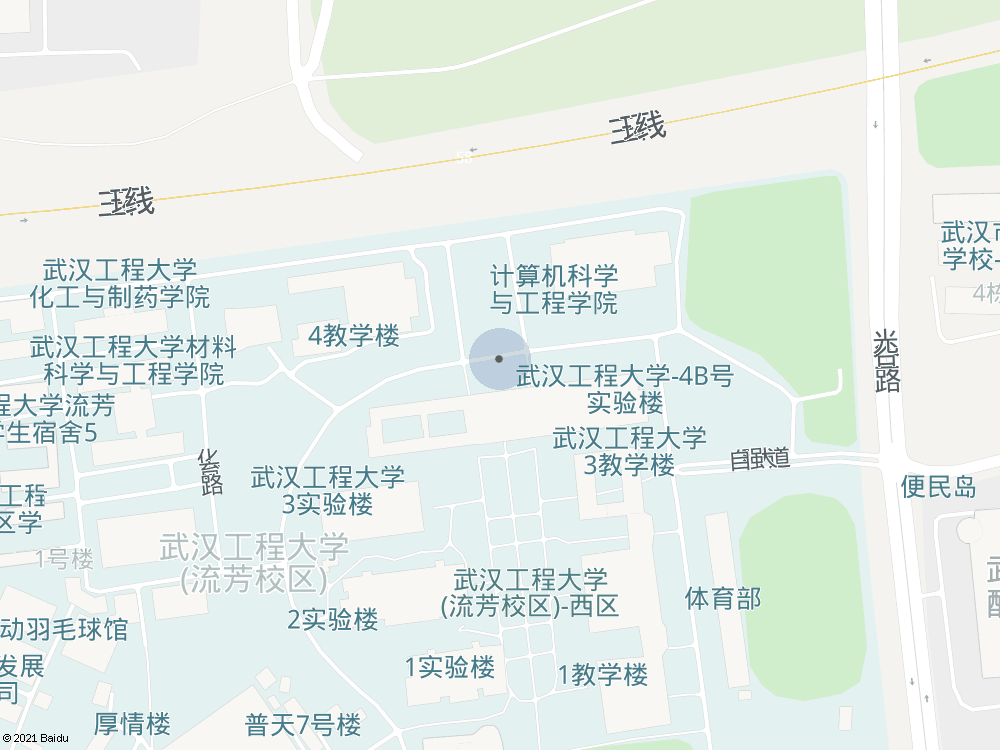 王线
55
王线
武汉市
学校-
4栋
武汉工程大学
化工与制药学院
计算机科学
与工程学院
4教学楼
武汉工程大学材料
科学与工程学院
光谷路
武汉工程大学-4B号
实验楼
程大学流芳
学生宿舍5
武汉工程大学
3教学楼
自强大道
化工路
武汉工程大学
3实验楼
便民岛
工程
区学
1号楼
武汉工程大学
(流芳校区)
武汉工程大学
(流芳校区)-西区
体育部
武
配
2实验楼
动羽毛球馆
发展
司
1实验楼
1教学楼
厚情楼
普天7号楼
© 2021 Baidu